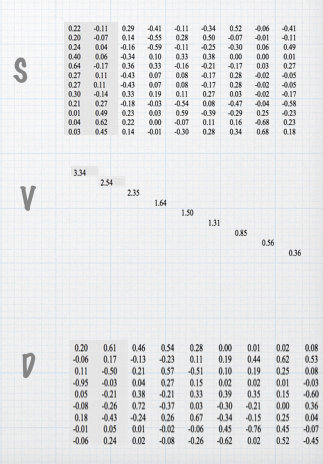 0.22 -0.11 0.29 -0.41 -0.11 -0.34 0.52 -0.06 -0.41
0.20 -0.07 0.14 -0.55 0.28 0.50 -0.07 -0.01 -0.11
0.24 0.04 -0.16 -0.59 -0.11 -0.25 -0.30 0.06 0.49
0.40 0.06 -0.34 0.10 0.33 0.38 0.00 0.00 0.01
0.64 -0.17 0.36 0.33 -0.16 -0.21 -0.17 0.03 0.27
0.27 0.11 -0.43 0.07 0.08 -0.17 0.28 -0.02 -0.05
0.27 0.11 -0.43 0.07 0.08 -0.17 0.28 -0.02 -0.05
0.30 -0.14 0.33 0.19 0.11 0.27 0.03 -0.02 -0.17
0.21 0.27 -0.18 -0.03 -0.54 0.08 -0.47 -0.04 -0.58
0.01 0.49 0.23 0.03 0.59 -0.39 -0.29 0.25 -0.23
0.04 0.62 0.22 0.00 -0.07 0.11 0.16 -0.68 0.23
0.03 0.45 0.14 -0.01 -0.30 0.28 0.34 0.68 0.18
S
3.34
2.54
2.35
1.64
1.50
1.31
0.85
0.56
0.36
V
0.20 0.61 0.46 0.54 0.28 0.00 0.01 0.02 0.08
-0.06 0.17 -0.13 -0.23 0.11 0.19 0.44 0.62 0.53
0.11 -0.50 0.21 0.57 -0.51 0.10 0.19 0.25 0.08
-0.95 -0.03 0.04 0.27 0.15 0.02 0.02 0.01 -0.03
0.05 -0.21 0.38 -0.21 0.33 0.39 0.35 0.15 -0.60
-0.08 -0.26 0.72 -0.37 0.03 -0.30 -0.21 0.00 0.36
0.18 -0.43 -0.24 0.26 0.67 -0.34 -0.15 0.25 0.04
-0.01 0.05 0.01 -0.02 -0.06 0.45 -0.76 0.45 -0.07
-0.06 0.24 0.02 -0.08 -0.26 -0.62 0.02 0.52 -0.45
D